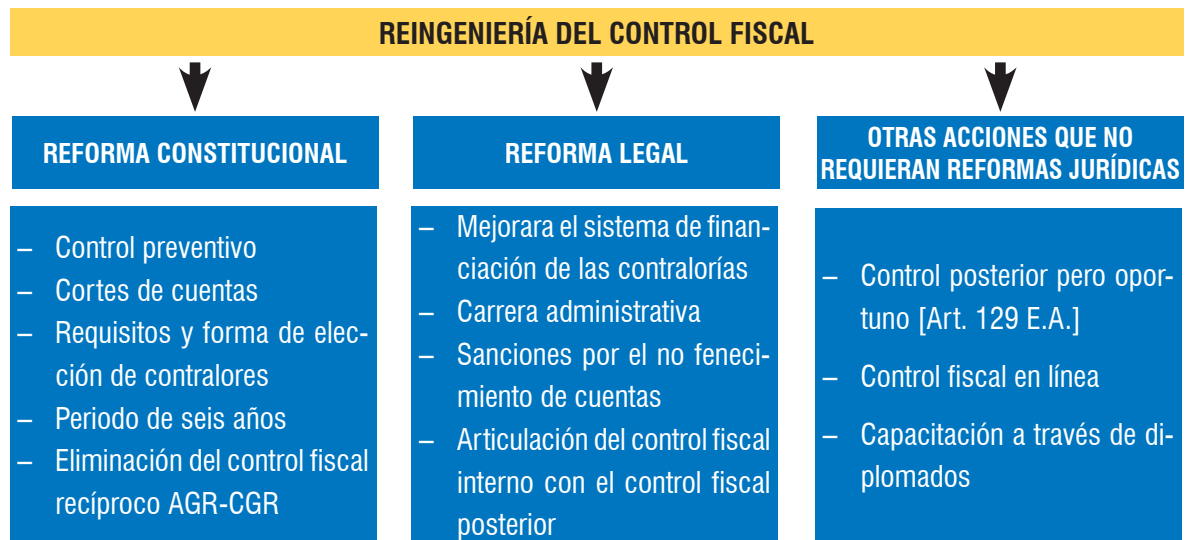 REINGENIERÍA DEL CONTROL FISCAL
REFORMA CONSTITUCIONAL
– Control preventivo
– Cortes de cuentas
– Requisitos y forma de elec-
ción de contralores
– Periodo de seis años
– Eliminación del control fiscal
recíproco AGR-CGR
REFORMA LEGAL
– Mejorara el sistema de finan-
ciación de las contralorías
– Carrera administrativa
– Sanciones por el no feneci-
miento de cuentas
– Articulación del control fiscal
interno con el control fiscal
posterior
OTRAS ACCIONES QUE NO
REQUIERAN REFORMAS JURÍDICAS
– Control posterior pero opor-
tuno [Art. 129 E.A.]
– Control fiscal en línea
– Capacitación a través de di-
plomados